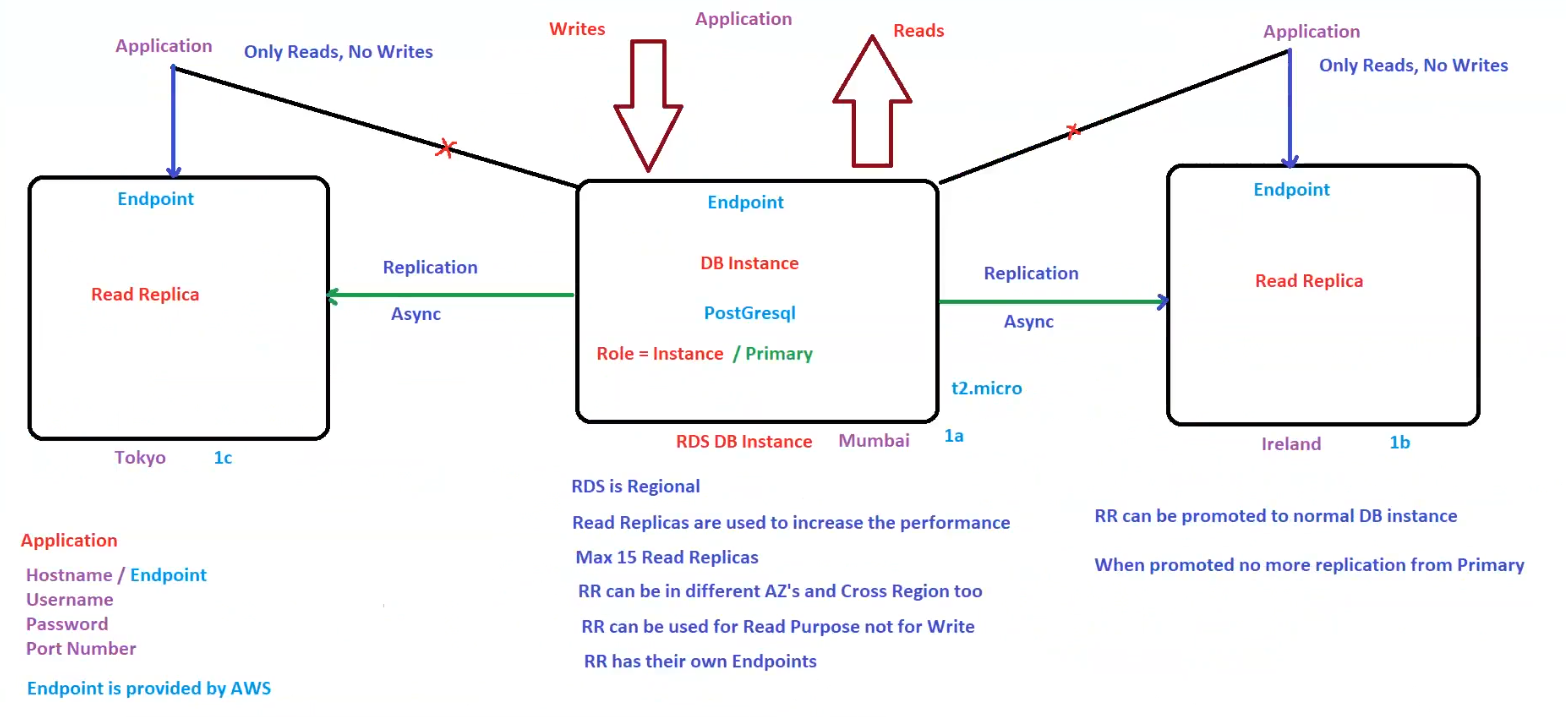 Application
Only Reads, No Writes
Writes
Application
Reads
Application
Only Reads, No Writes
Endpoint
Read Replica
Tokyo
1c
Replication
Async
Endpoint
DB Instance
PostGresql
Role = Instance / Primary
t2.micro
RDS DB Instance
Mumbai
1a
Replication
Async
Endpoint
Read Replica
Ireland
1b
Application
Hostname / Endpoint
Username
Password
Port Number
Endpoint is provided by AWS
RDS is Regional
Read Replicas are used to increase the performance
Max 15 Read Replicas
RR can be in different AZ's and Cross Region too
RR can be used for Read Purpose not for Write
RR has their own Endpoints
RR can be promoted to normal DB instance
When promoted no more replication from Primary